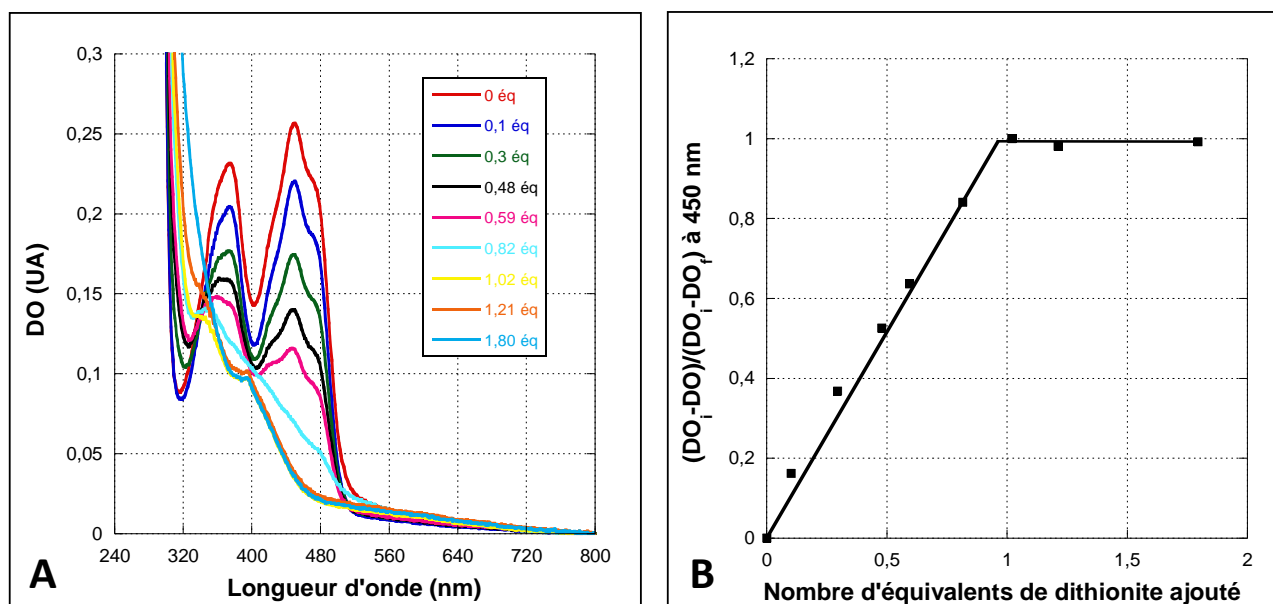 0,3
0,25
0,2
0,15
0,1
0,05
0
DO (UA)
0 éq
0,1 éq
0,3 éq
0,48 éq
0,59 éq
0,82 éq
1,02 éq
1,21 éq
1,80 éq
240 320 400 480 560 640 720 800
A
Longueur d'onde (nm)
1,2
1
0,8
0,6
0,4
0,2
0
(DOi-DO)/(DOi-DOf) à 450 nm
0 0,5 1 1,5 2
B
Nombre d'équivalents de dithionite ajouté